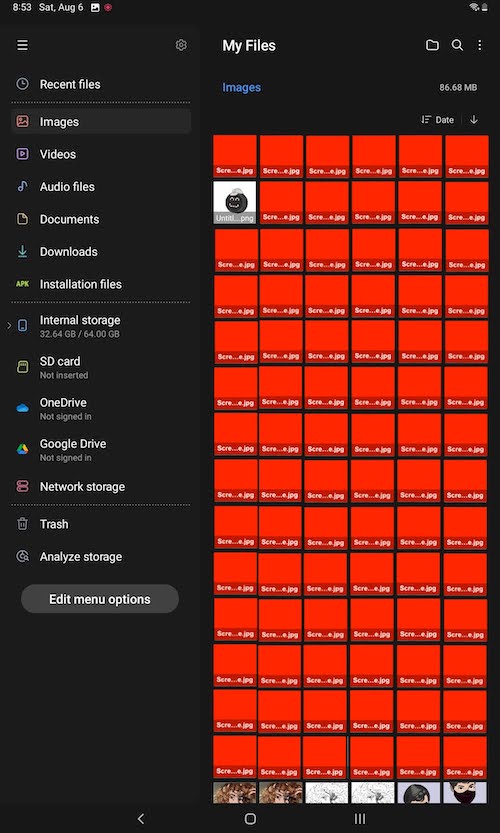 8:53 Sat, Aug 6
My Files
Recent files
Images
Videos
Audio files
Documents
Downloads
APK Installation files
Internal storage
32.64 GB / 64.00 GB
SD card
Not inserted
OneDrive
Not signed in
Google Drive
Not signed in
Network storage
Trash
Analyze storage
Edit menu options
Images 86.68 MB
Date
Scre...e.jpg Scre...e.jpg Scre...e.jpg Scre...e.jpg Scre...e.jpg Scre...e.jpg
Untitl....png Scre...e.jpg Scre...e.jpg Scre...e.jpg Scre...e.jpg Scre...e.jpg
Scre...e.jpg Scre...e.jpg Scre...e.jpg Scre...e.jpg Scre...e.jpg Scre...e.jpg
Scre...e.jpg Scre...e.jpg Scre...e.jpg Scre...e.jpg Scre...e.jpg Scre...e.jpg
Scre...e.jpg Scre...e.jpg Scre...e.jpg Scre...e.jpg Scre...e.jpg Scre...e.jpg
Scre...e.jpg Scre...e.jpg Scre...e.jpg Scre...e.jpg Scre...e.jpg Scre...e.jpg
Scre...e.jpg Scre...e.jpg Scre...e.jpg Scre...e.jpg Scre...e.jpg Scre...e.jpg
Scre...e.jpg Scre...e.jpg Scre...e.jpg Scre...e.jpg Scre...e.jpg Scre...e.jpg
Scre...e.jpg Scre...e.jpg Scre...e.jpg Scre...e.jpg Scre...e.jpg Scre...e.jpg
Scre...e.jpg Scre...e.jpg Scre...e.jpg Scre...e.jpg Scre...e.jpg Scre...e.jpg
Scre...e.jpg Scre...e.jpg Scre...e.jpg Scre...e.jpg Scre...e.jpg Scre...e.jpg
Scre...e.jpg Scre...e.jpg Scre...e.jpg Scre...e.jpg Scre...e.jpg Scre...e.jpg
Scre...e.jpg Scre...e.jpg Scre...e.jpg Scre...e.jpg Scre...e.jpg Scre...e.jpg
Scre...e.jpg Scre...e.jpg Scre...e.jpg Scre...e.jpg Scre...e.jpg Scre...e.jpg